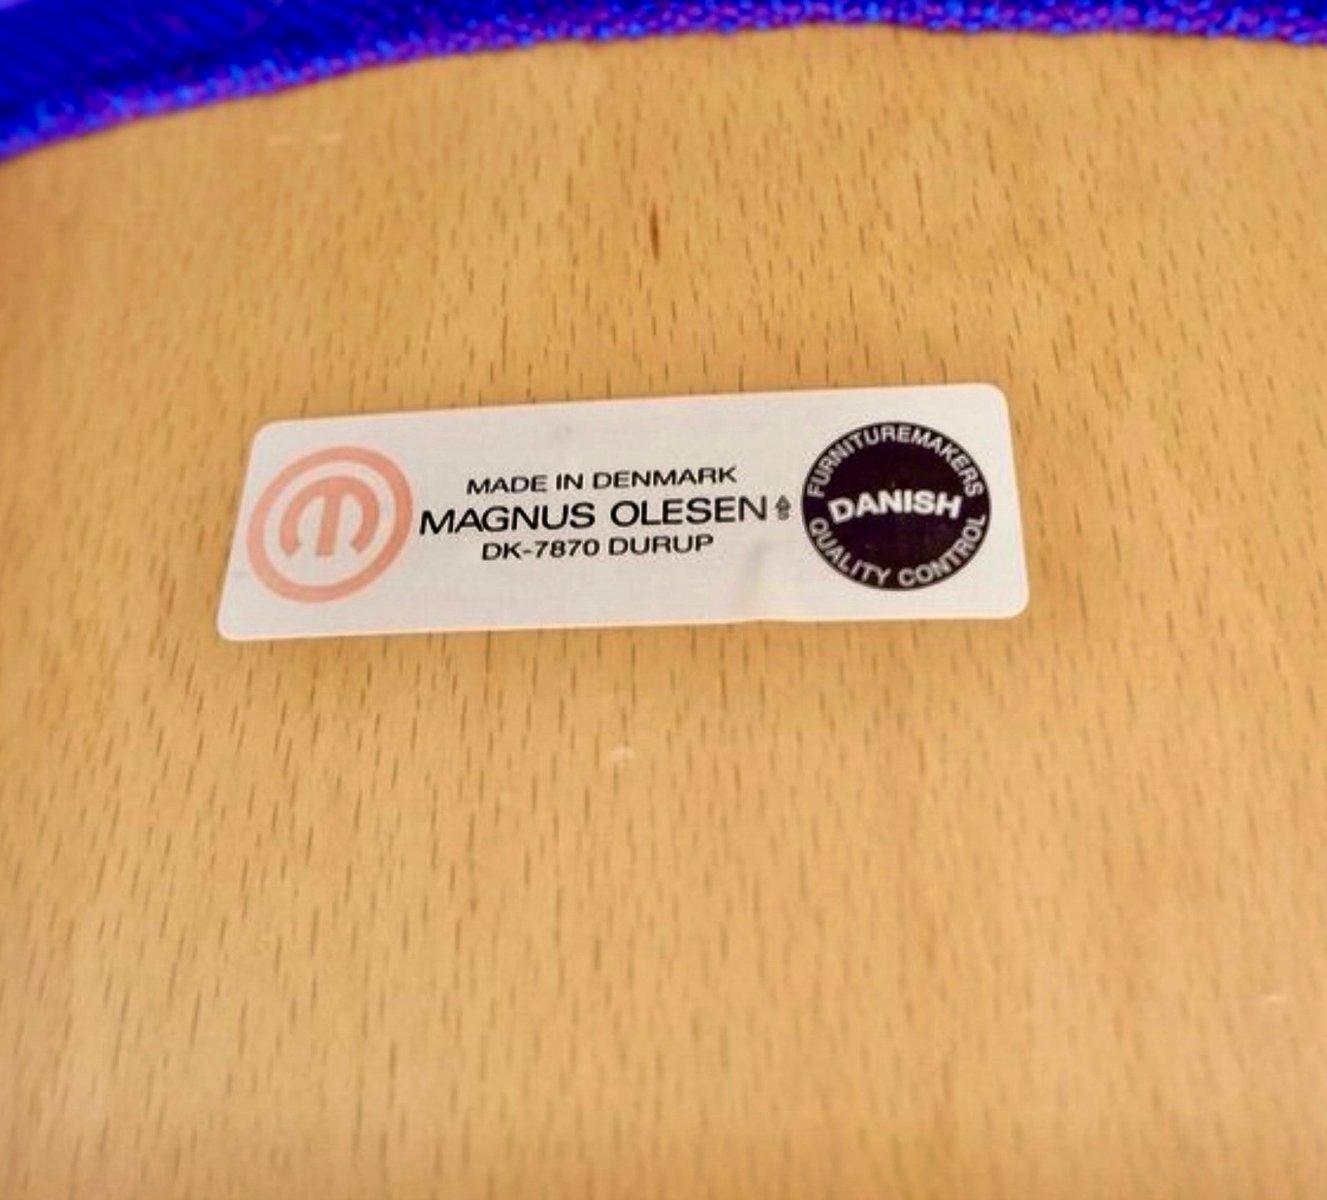 MADE IN DENMARK
MAGNUS OLESEN
DK-7870 DURUP
FURNITUREMAKERS
DANISH
QUALITY CONTROL